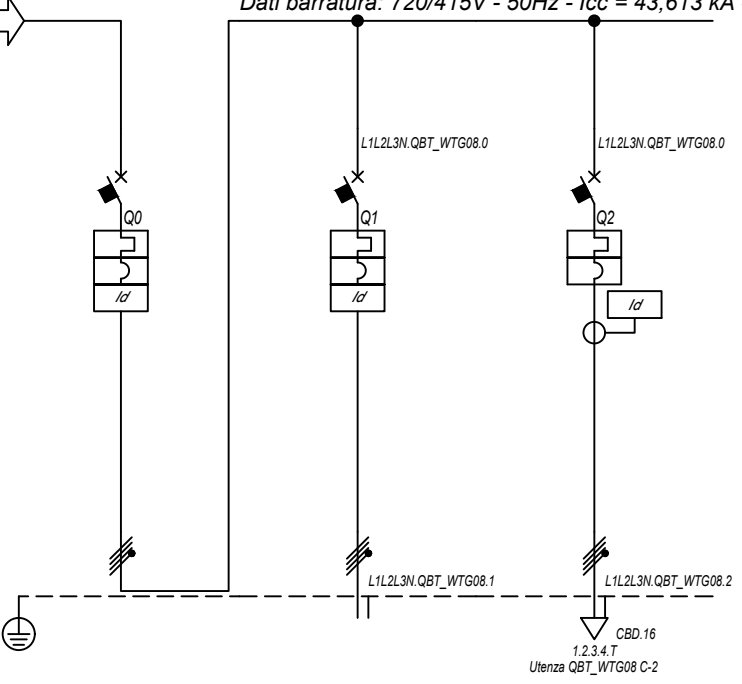 Dati barratura: 720/415V - 50Hz - Icc = 43,613 kA
L1L2L3N.QBT_WTG08.0
L1L2L3N.QBT_WTG08.0
Q0
Q1
Q2
Id
Id
Id
L1L2L3N.QBT_WTG08.1
L1L2L3N.QBT_WTG08.2
CBD.16
1.2.3.4.T
Utenza QBT_WTG08 C-2